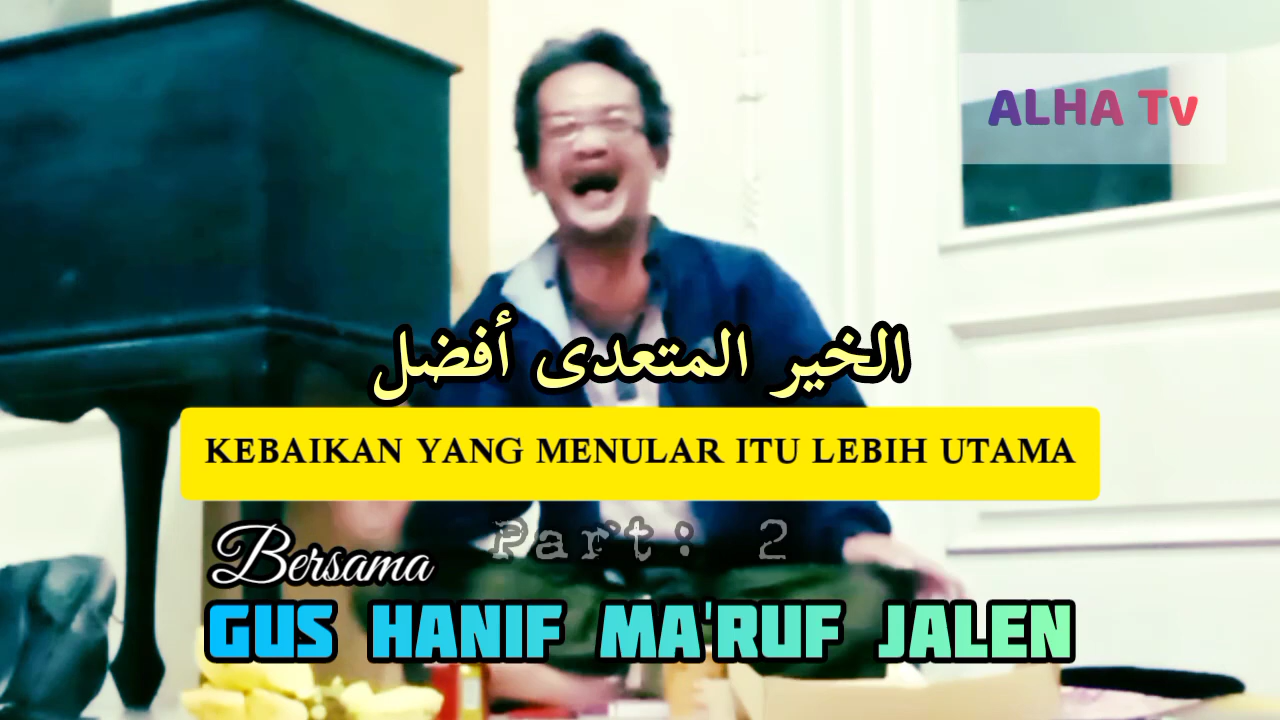 ALHA Tv
الخير المتعدى أفضل
KEBAIKAN YANG MENULAR ITU LEBIH UTAMA
Part: 2
Bersama
GUS HANIF MA'RUF JALEN